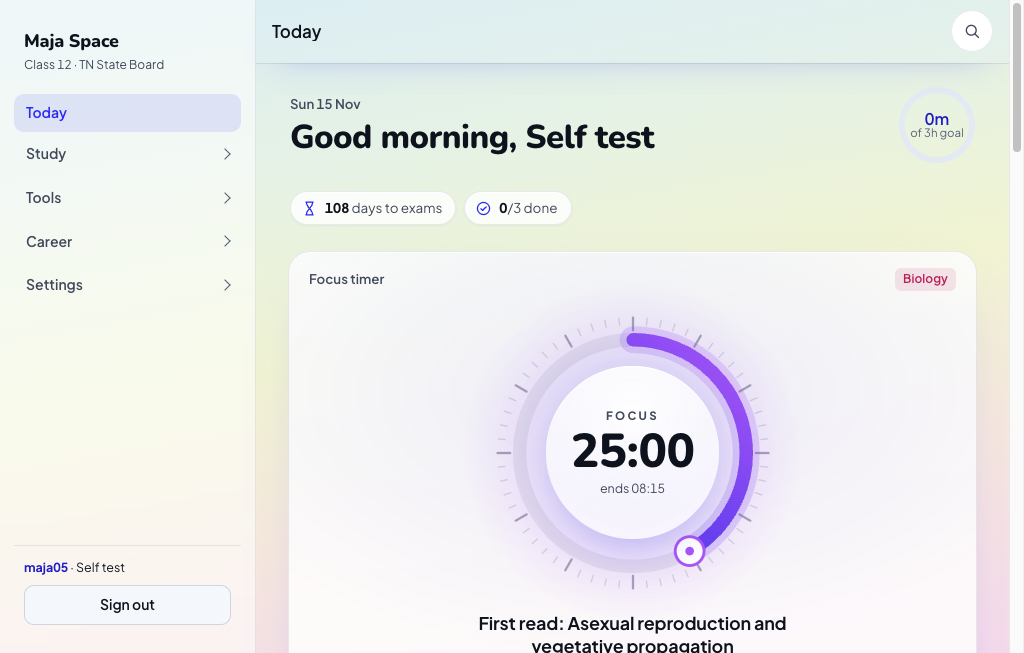 Maja Space
Class 12 · TN State Board
Today
Study
Tools
Career
Settings
maja05 · Self test
Sign out
Today
Sun 15 Nov
Good morning, Self test
0m
of 3h goal
108 days to exams
0/3 done
Focus timer
Biology
FOCUS
25:00
ends 08:15
First read: Asexual reproduction and
vegetative propagation